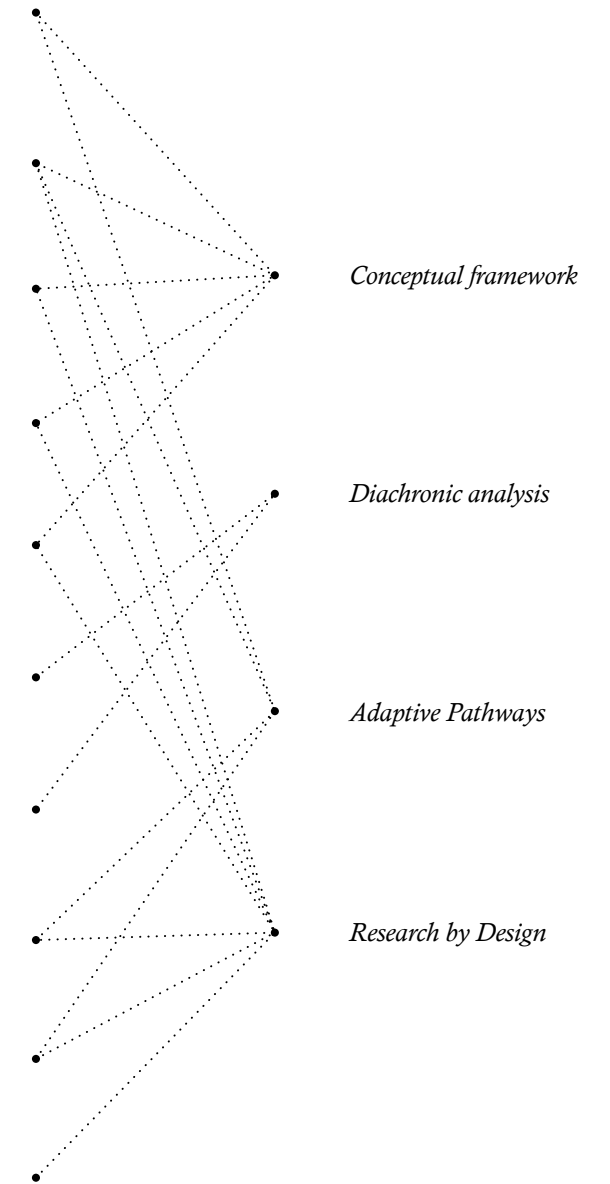 Conceptual framework
Diachronic analysis
Adaptive Pathways
Research by Design